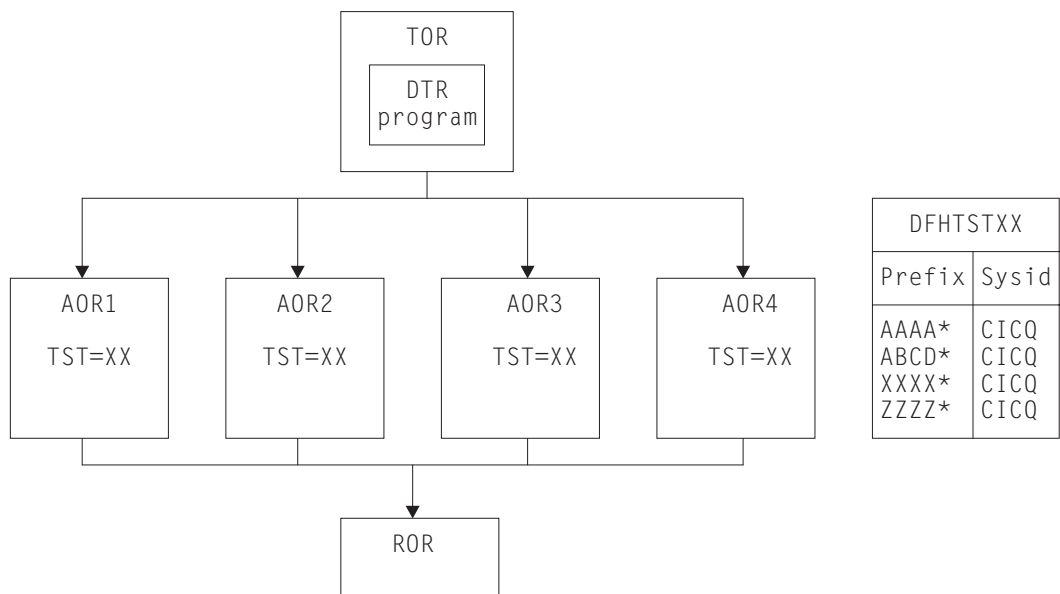 TOR
DTR
program
AOR1
AOR2
AOR3
AOR4
TST=XX
TST=XX
TST=XX
TST=XX
DFHTSTXX
Prefix Sysid
AAAA* CICQ
ABCD* CICQ
XXXX* CICQ
ZZZZ* CICQ
ROR